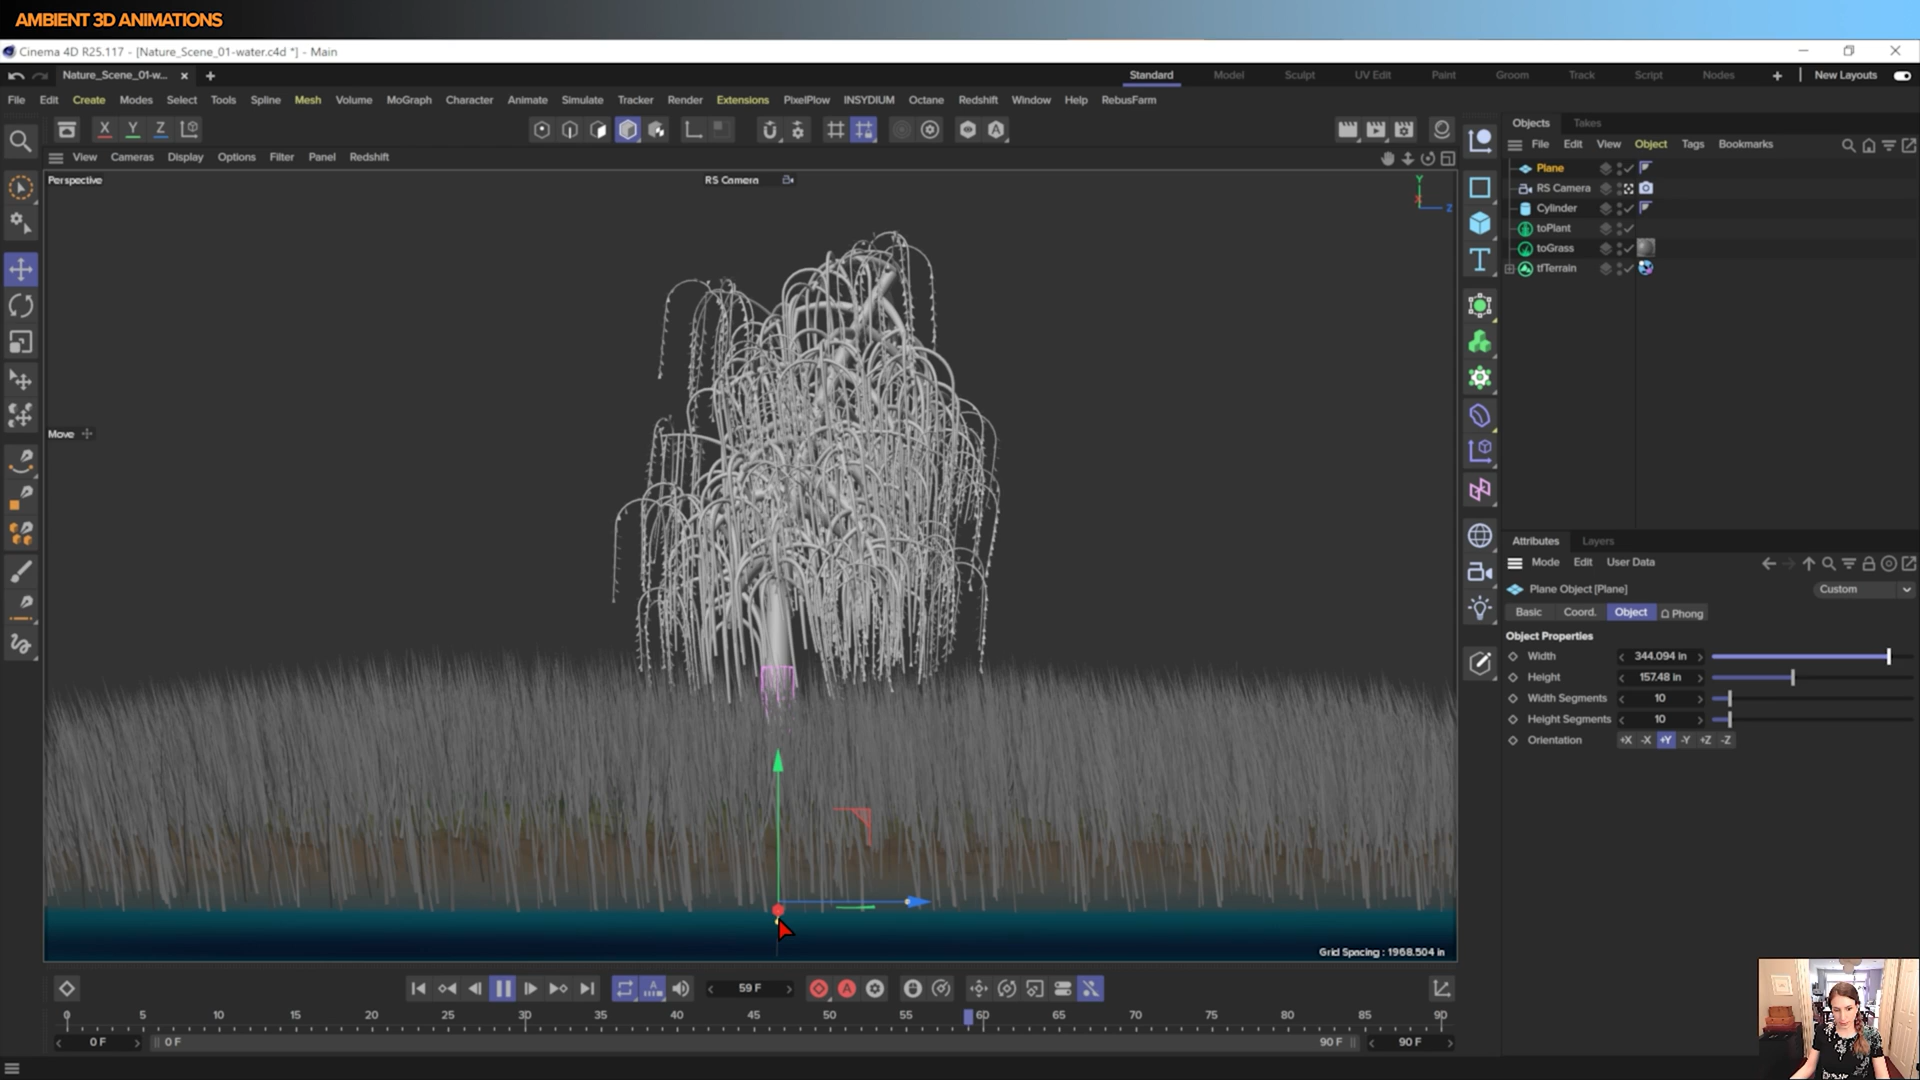 AMBIENT 3D ANIMATIONS
Cinema 4D R25.117 - [Nature_Scene_01-water.c4d *] - Main
Nature_Scene_01-w...
Standard Model Sculpt UV Edit Paint Groom Track Script Nodes New Layouts
File Edit Create Modes Select Tools Spline Mesh Volume MoGraph Character Animate Simulate Tracker Render Extensions PixelPlow INSYDIUM Octane Redshift Window Help RebusFarm
X Y Z
Objects Takes
File Edit View Object Tags Bookmarks
View Cameras Display Options Filter Panel Redshift
Perspective
RS Camera
Y
X
Z
Plane
RS Camera
Cylinder
toPlant
toGrass
tfTerrain
Move
Attributes Layers
Mode Edit User Data
Plane Object [Plane]
Custom
Basic Coord. Object Phong
Object Properties
Width 344.094 in
Height 157.48 in
Width Segments 10
Height Segments 10
Orientation +X -X +Y -Y +Z -Z
Grid Spacing : 1968.504 in
59 F
0 5 10 15 20 25 30 35 40 45 50 55 60 65 70 75 80 85 90
0 F 0 F 90 F 90 F